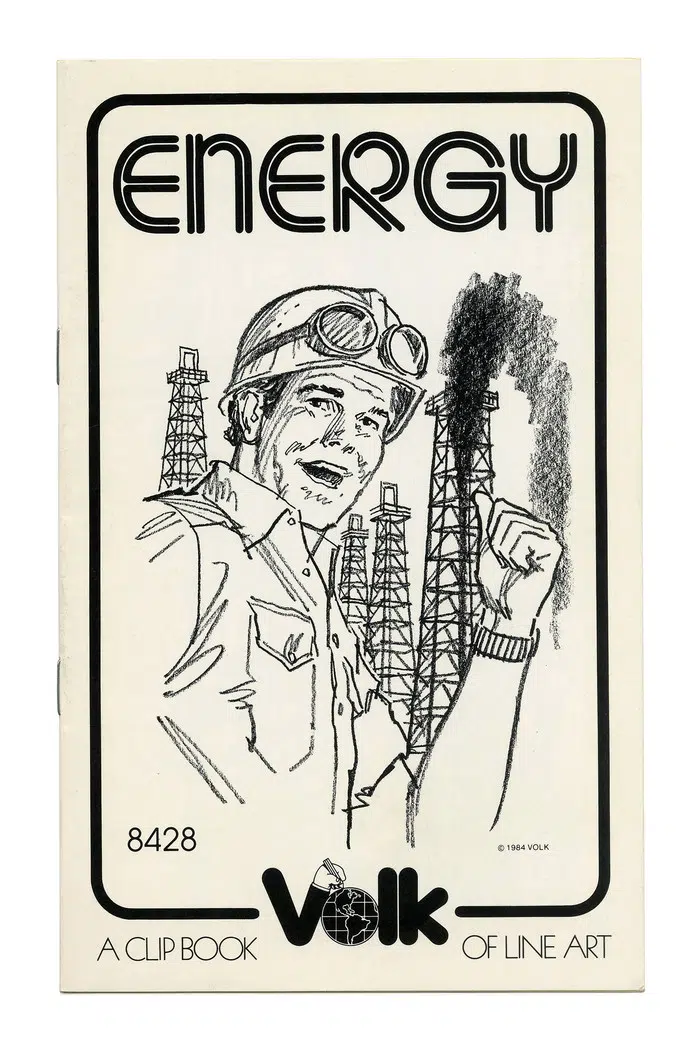 ENERGY
8428
© 1984 VOLK
Volk
A CLIP BOOK
OF LINE ART